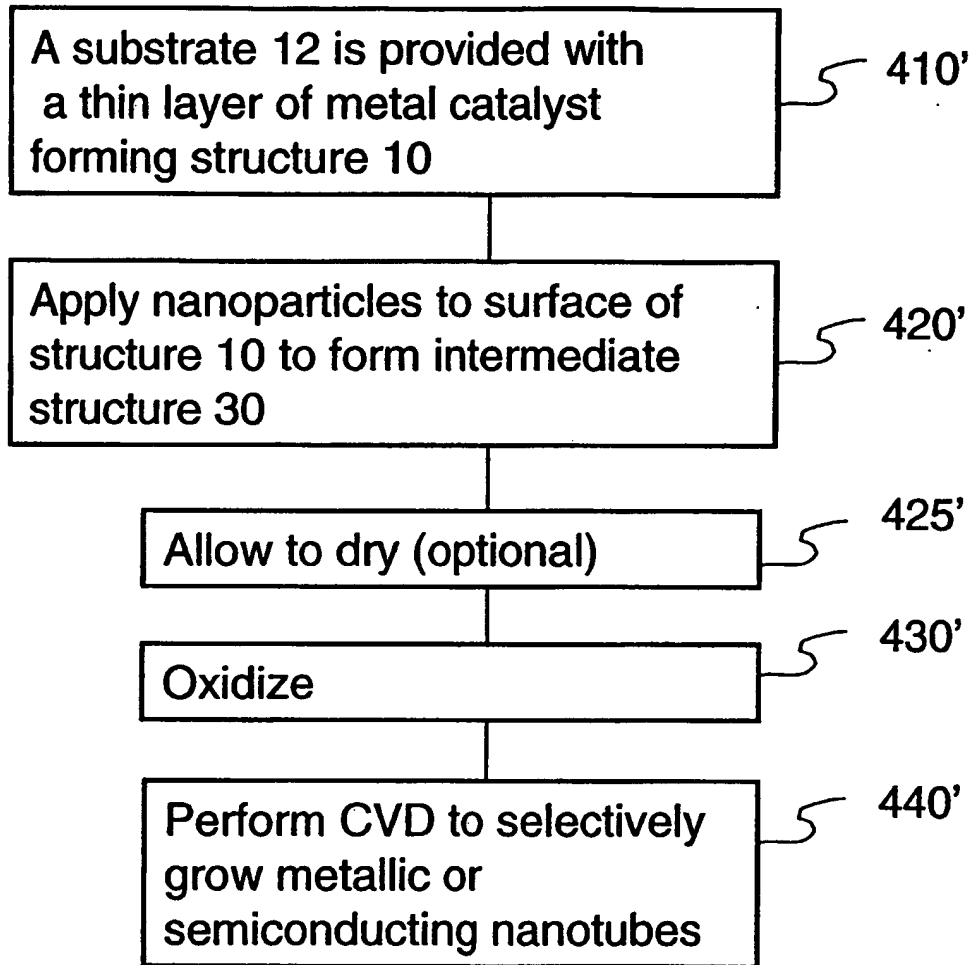 A substrate 12 is provided with
a thin layer of metal catalyst
forming structure 10
410'
Apply nanoparticles to surface of
structure 10 to form intermediate
structure 30
420'
Allow to dry (optional)
425'
Oxidize
430'
Perform CVD to selectively
grow metallic or
semiconducting nanotubes
440'